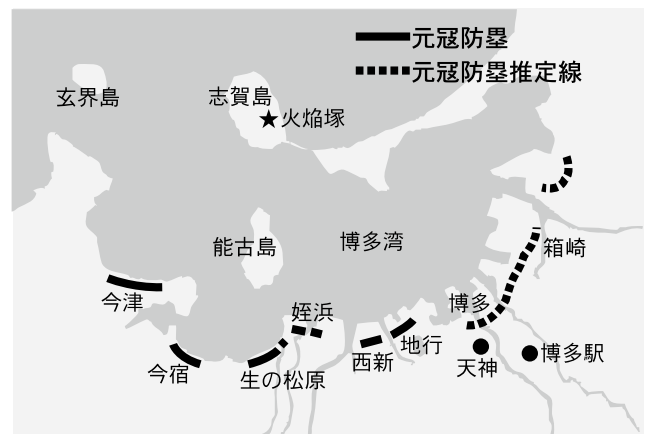 元冠防塁
元冠防塁推定線
玄界島
志賀島
★火焔塚
能古島
博多湾
箱崎
今津
博多
姪浜
地行
西新
天神
博多駅
今宿
生の松原